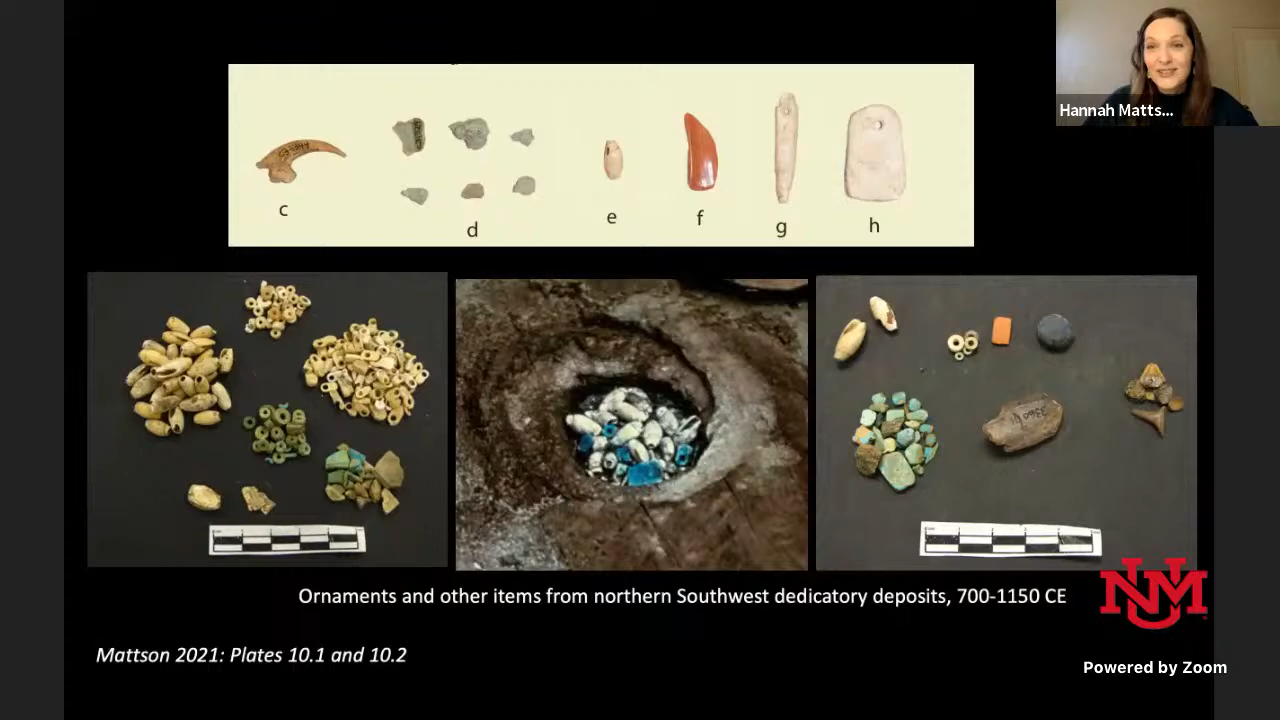 Hannah Matts...
c
d
e
f
g
h
Ornaments and other items from northern Southwest dedicatory deposits, 700-1150 CE
UNM
Mattson 2021: Plates 10.1 and 10.2
Powered by Zoom